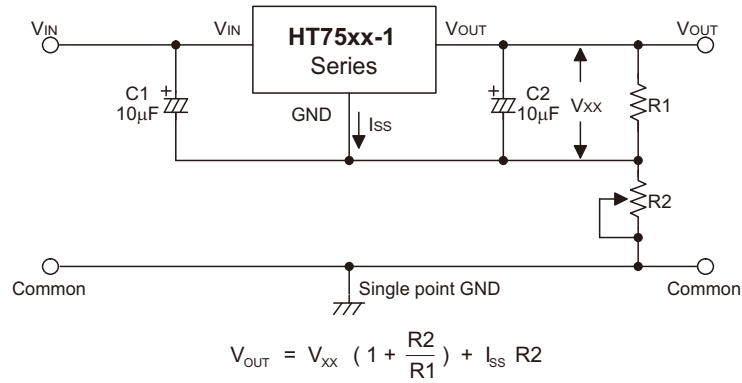 VIN VIN HT75xx-1 VOUT VOUT
Series
C1
10μF
GND ISS
C2
10μF
VXX
R1
R2
Common Single point GND Common
VOUT = VXX ( 1 + R2/R1 ) + ISS R2